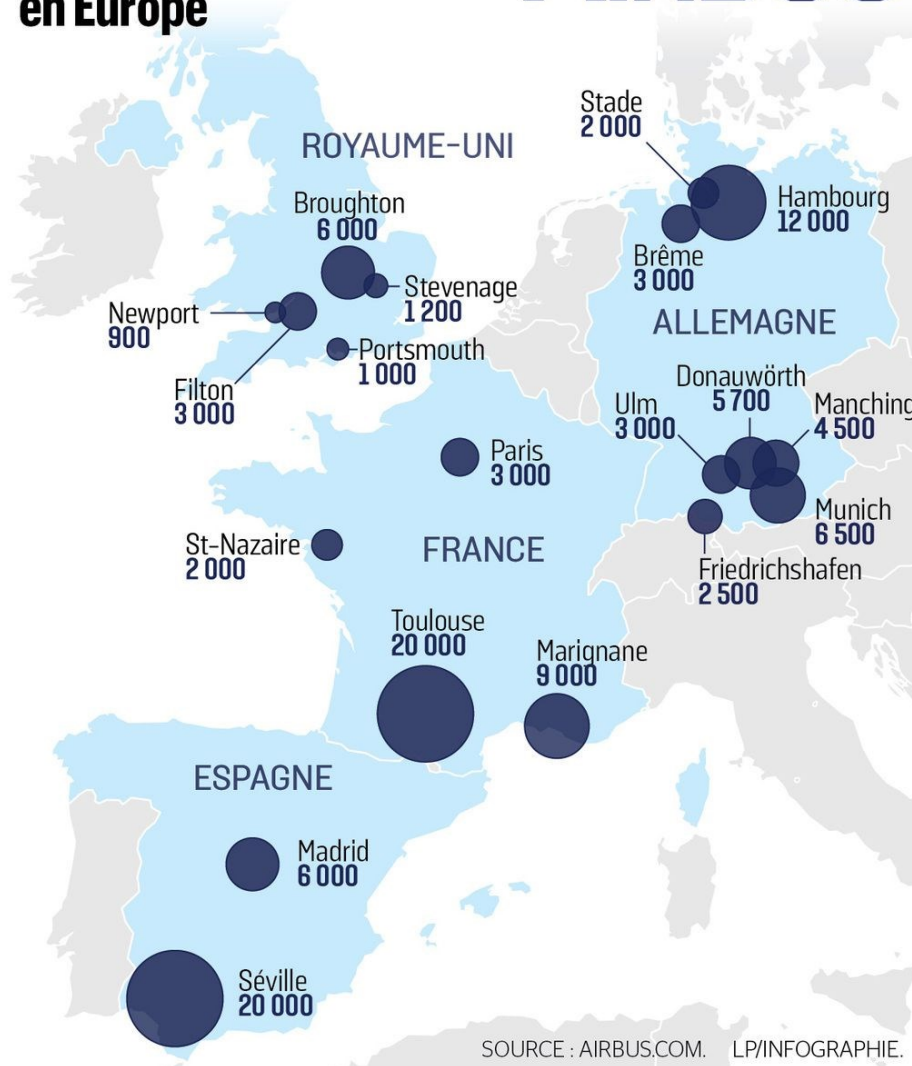 en Europe
ROYAUME-UNI
Broughton
6 000
Stevenage
1 200
Newport
900
Portsmouth
1 000
Filton
3 000
Stade
2 000
Hambourg
12 000
Brême
3 000
ALLEMAGNE
Donauwörth
5 700
Ulm
3 000
Manching
4 500
Munich
6 500
Friedrichshafen
2 500
Paris
3 000
St-Nazaire
2 000
FRANCE
Toulouse
20 000
Marignane
9 000
ESPAGNE
Madrid
6 000
Séville
20 000
SOURCE : AIRBUS.COM. LP/INFOGRAPHIE.